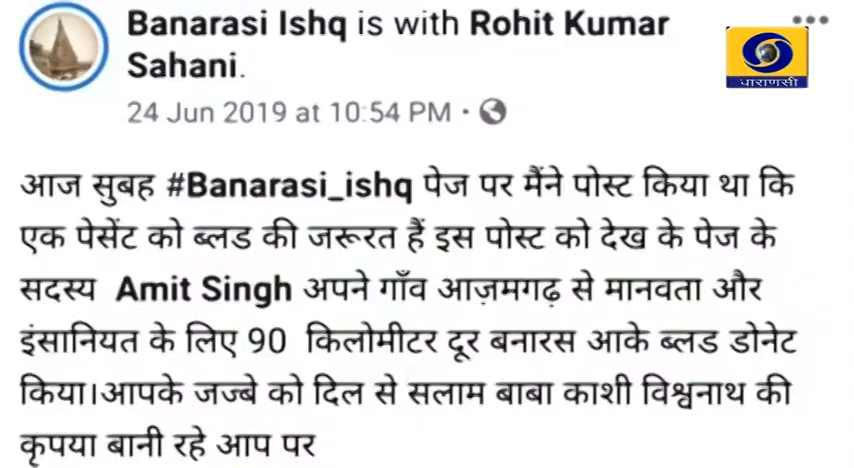 Banarasi Ishq is with Rohit Kumar
Sahani.
24 Jun 2019 at 10:54 PM ·
वाराणसी
आज सुबह #Banarasi_ishq पेज पर मैंने पोस्ट किया था कि
एक पेसेंट को ब्लड की जरूरत हैं इस पोस्ट को देख के पेज के
सदस्य Amit Singh अपने गाँव आज़मगढ़ से मानवता और
इंसानियत के लिए 90 किलोमीटर दूर बनारस आके ब्लड डोनेट
किया।आपके जज्बे को दिल से सलाम बाबा काशी विश्वनाथ की
कृपया बानी रहे आप पर